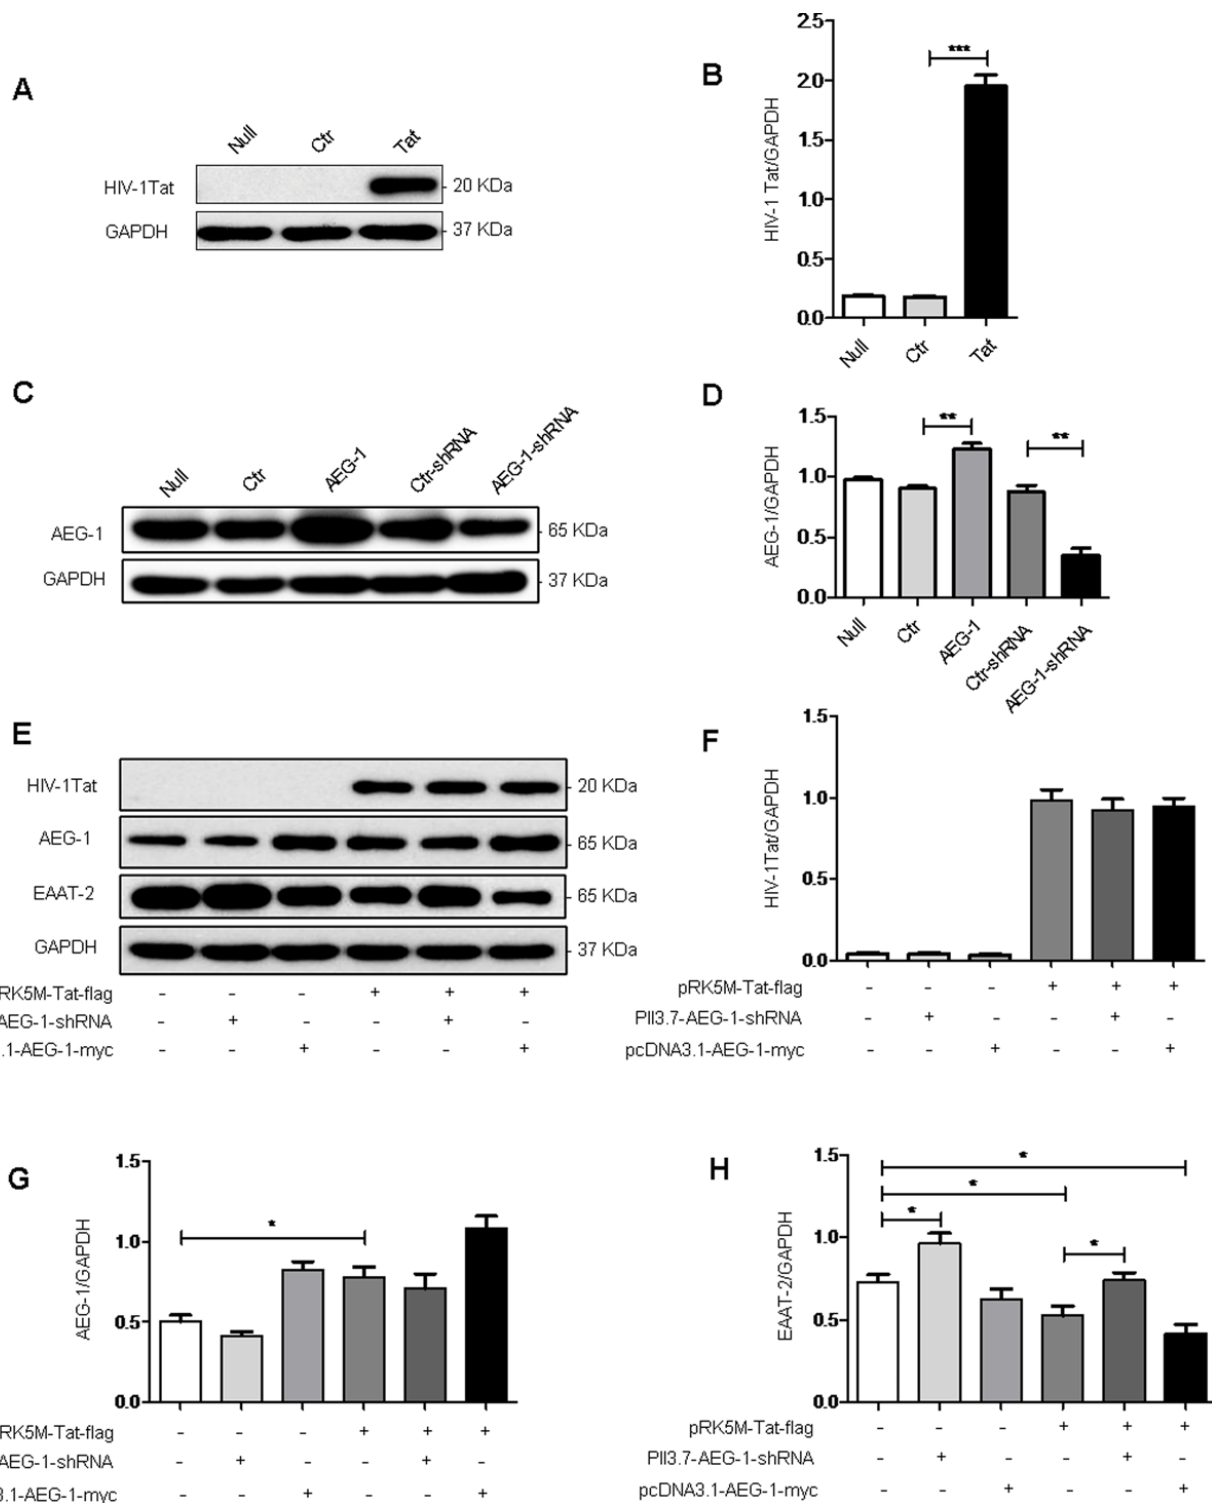 A
Null
Ctr
Tat
HIV-1Tat
20 KDa
GAPDH
37 KDa
B
2.5
***
2.0
1.5
1.0
0.5
0.0
HIV-1 Tat/GAPDH
Null
Ctr
Tat
C
Null
Ctr
AEG-1
Ctr-shRNA
AEG-1-shRNA
AEG-1
65 KDa
GAPDH
37 KDa
D
1.5
1.0
0.5
0.0
AEG-1/GAPDH
**
**
Null
Ctr
AEG-1
Ctr-shRNA
AEG-1-shRNA
E
HIV-1Tat
20 KDa
AEG-1
65 KDa
EAAT-2
65 KDa
GAPDH
37 KDa
RK5M-Tat-flag - - - + + +
AEG-1-shRNA - + - - + -
.1-AEG-1-myc - - + - - +
F
1.5
1.0
0.5
0.0
HIV-1Tat/GAPDH
pRK5M-Tat-flag - - - + + +
PII3.7-AEG-1-shRNA - + - - + -
pcDNA3.1-AEG-1-myc - - + - - +
G
1.5
1.0
0.5
0.0
AEG-1/GAPDH
*
RK5M-Tat-flag - - - + + +
AEG-1-shRNA - + - - + -
3.1-AEG-1-myc - - + - - +
H
1.5
1.0
0.5
0.0
EAAT-2/GAPDH
*
*
*
*
pRK5M-Tat-flag - - - + + +
PII3.7-AEG-1-shRNA - + - - + -
pcDNA3.1-AEG-1-myc - - + - - +